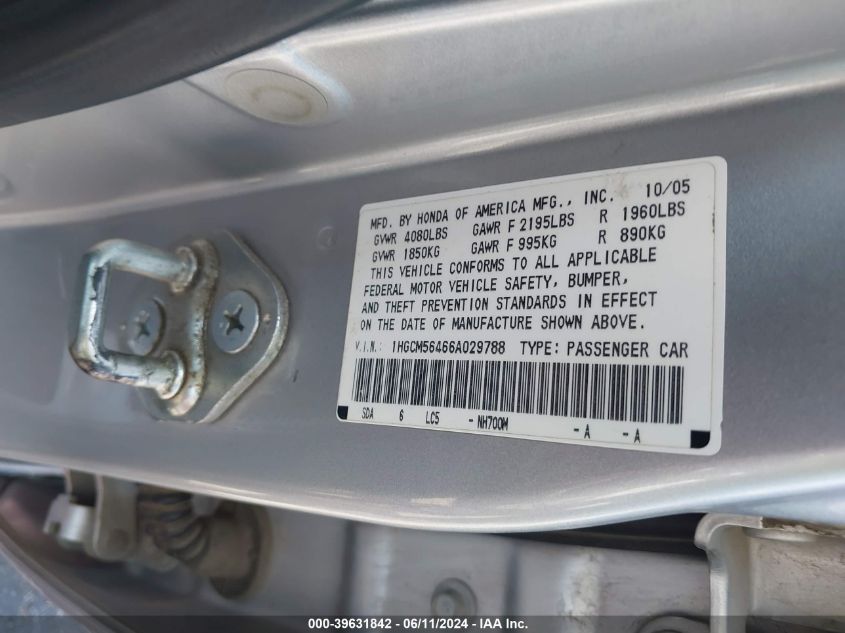 MFD. BY HONDA OF AMERICA MFG., INC. 10/05
GVWR 4080LBS GAWR F 2195LBS R 1960LBS
GVWR 1850KG GAWR F 995KG R 890KG
THIS VEHICLE CONFORMS TO ALL APPLICABLE
FEDERAL MOTOR VEHICLE SAFETY, BUMPER,
AND THEFT PREVENTION STANDARDS IN EFFECT
ON THE DATE OF MANUFACTURE SHOWN ABOVE.
V.I.N.: 1HGCM56466A029788 TYPE: PASSENGER CAR
SDA 6 LC5 -NH700M -A -A
000-39631842 - 06/11/2024 - IAA Inc.